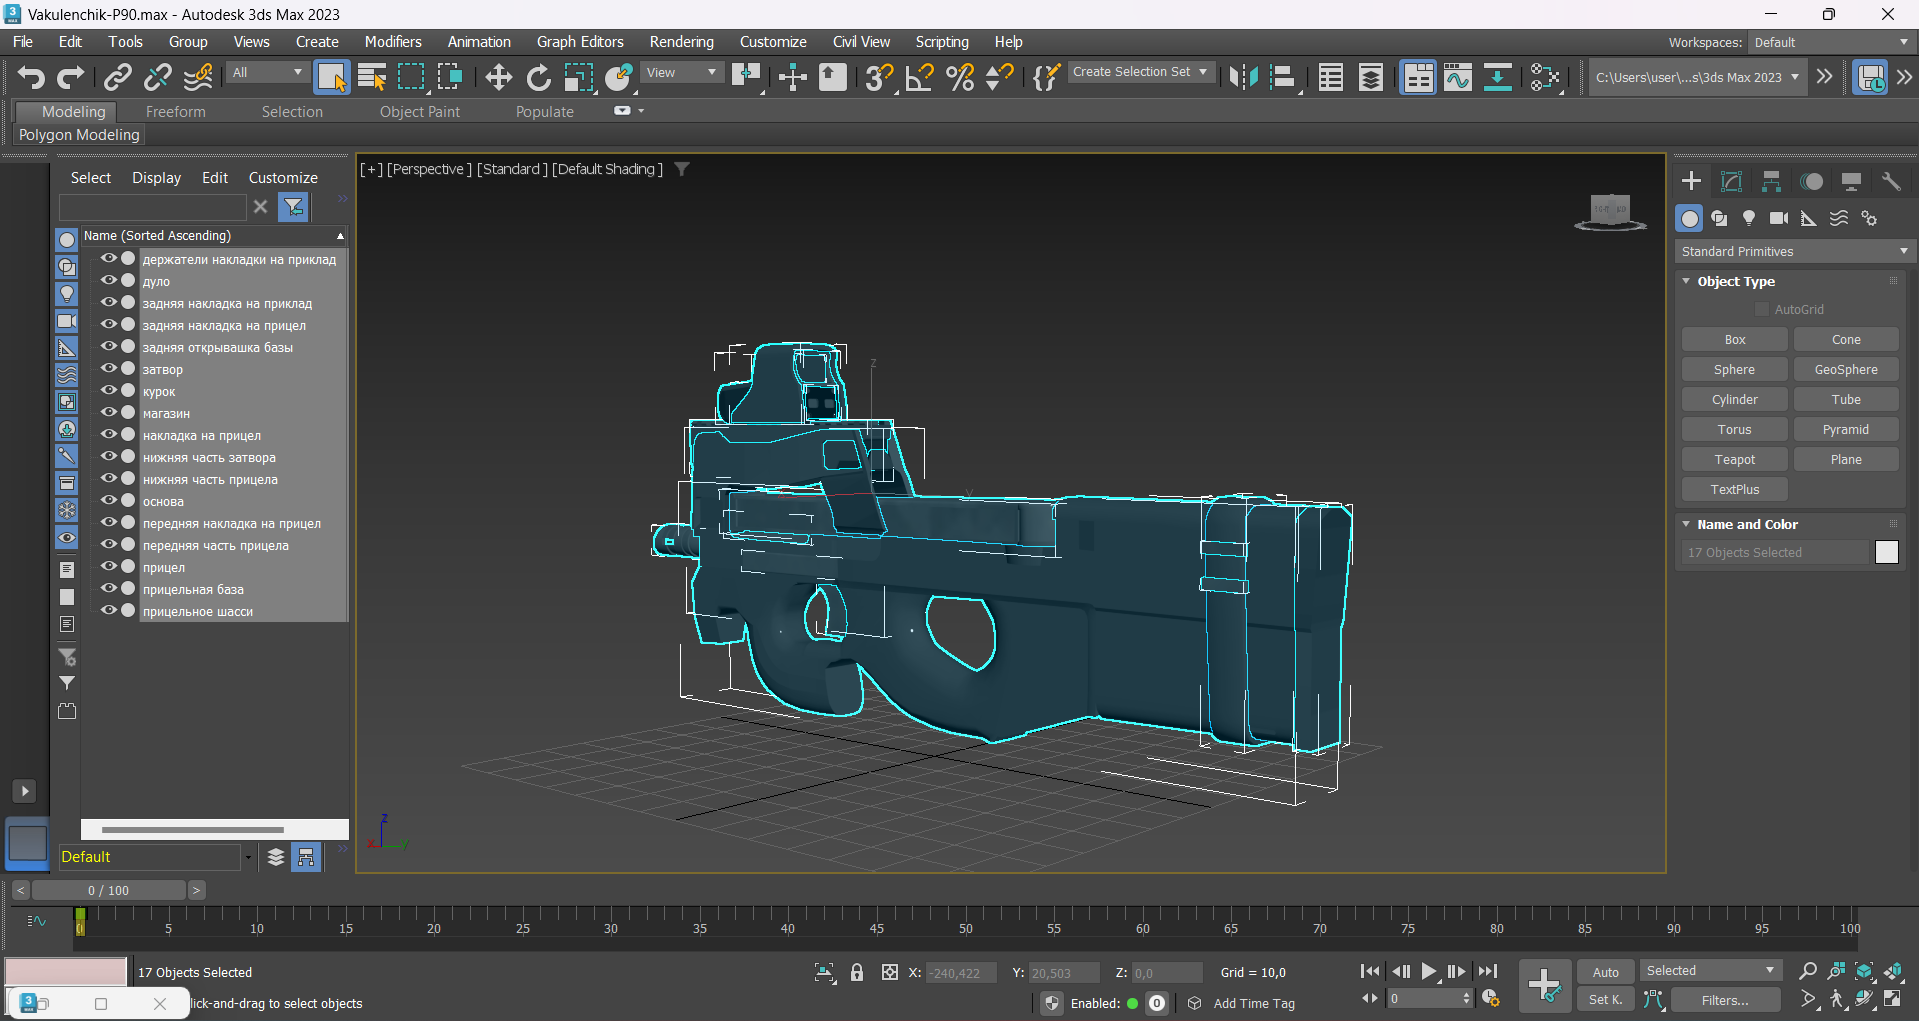 Vakulenchik-P90.max - Autodesk 3ds Max 2023
File Edit Tools Group Views Create Modifiers Animation Graph Editors Rendering Customize Civil View Scripting Help
Workspaces: Default
All
View
Create Selection Set
C:\Users\user\...s\3ds Max 2023
Modeling Freeform Selection Object Paint Populate
Polygon Modeling
[+] [Perspective ] [Standard ] [Default Shading ]
Select Display Edit Customize
Name (Sorted Ascending)
держатели накладки на приклад
дуло
задняя накладка на приклад
задняя накладка на прицел
задняя открывашка базы
затвор
курок
магазин
накладка на прицел
нижняя часть затвора
нижняя часть прицела
основа
передняя накладка на прицел
передняя часть прицела
прицел
прицельная база
прицельное шасси
Default
z
y
z
x
y
Standard Primitives
Object Type
AutoGrid
Box Cone
Sphere GeoSphere
Cylinder Tube
Torus Pyramid
Teapot Plane
TextPlus
Name and Color
17 Objects Selected
< 0 / 100 >
0 5 10 15 20 25 30 35 40 45 50 55 60 65 70 75 80 85 90 95 100
17 Objects Selected
X: -240,422 Y: 20,503 Z: 0,0 Grid = 10,0
lick-and-drag to select objects
Enabled: 0 Add Time Tag
0
Auto Selected
Set K. Filters...